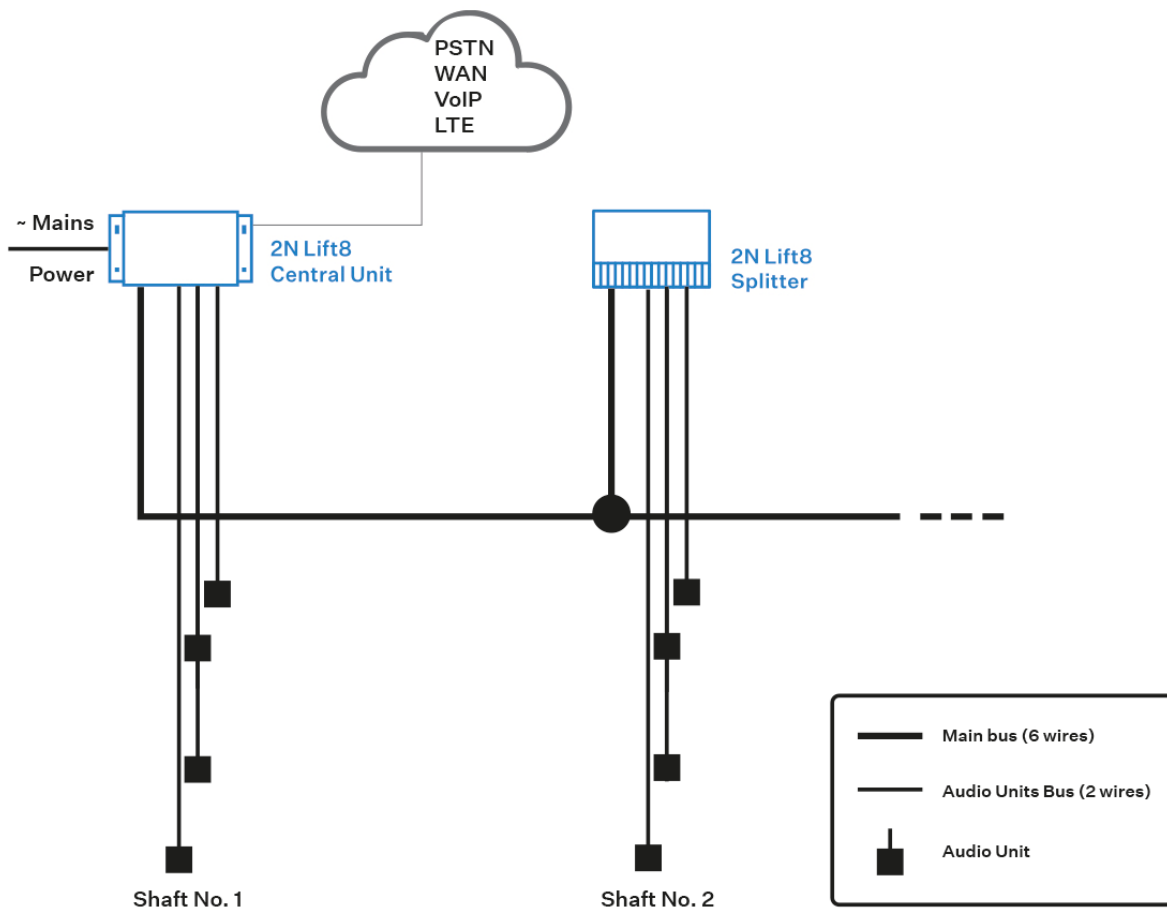 PSTN
WAN
VoIP
LTE
~ Mains
Power
2N Lift8
Central Unit
2N Lift8
Splitter
Main bus (6 wires)
Audio Units Bus (2 wires)
Audio Unit
Shaft No. 1
Shaft No. 2